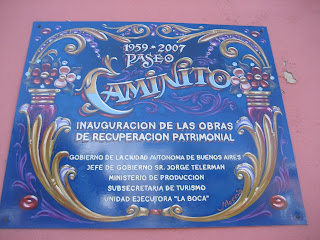 1959 - 2007
PASEO
CAMINITO
INAUGURACION DE LAS OBRAS
DE RECUPERACION PATRIMONIAL
GOBIERNO DE LA CIUDAD AUTONOMA DE BUENOS AIRES
JEFE DE GOBIERNO SR. JORGE TELERMAN
MINISTERIO DE PRODUCCION
SUBSECRETARIA DE TURISMO
UNIDAD EJECUTORA "LA BOCA"